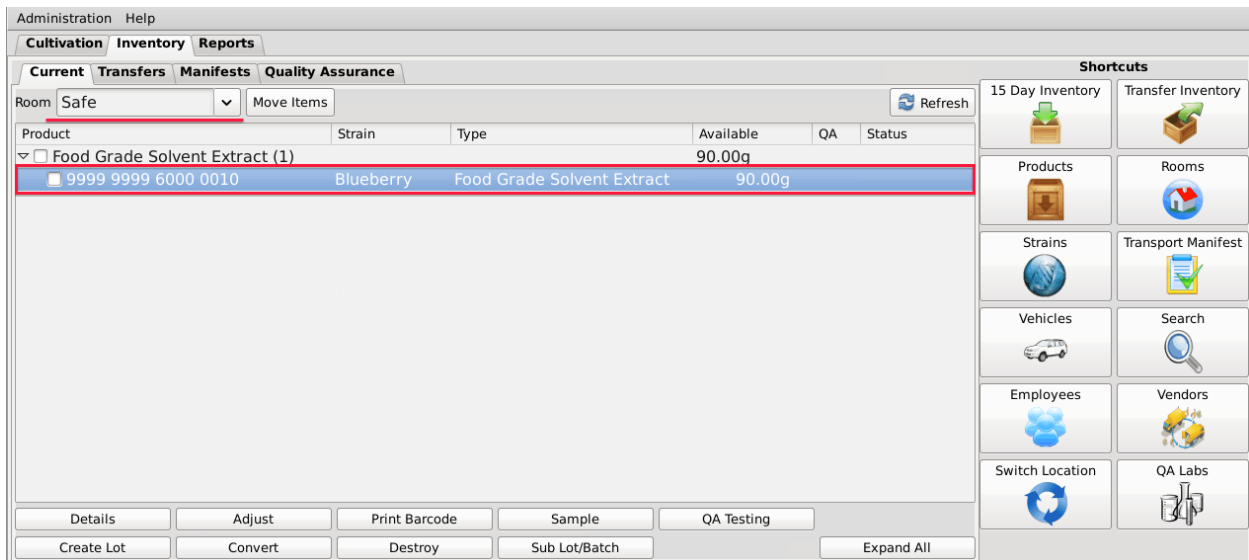 Administration Help
Cultivation Inventory Reports
Current Transfers Manifests Quality Assurance
Room Safe Move Items Refresh
Product Strain Type Available QA Status
Food Grade Solvent Extract (1) 90.00g
9999 9999 6000 0010 Blueberry Food Grade Solvent Extract 90.00g
Details Adjust Print Barcode Sample QA Testing
Create Lot Convert Destroy Sub Lot/Batch Expand All
Shortcuts
15 Day Inventory Transfer Inventory
Products Rooms
Strains Transport Manifest
Vehicles Search
Employees Vendors
Switch Location QA Labs